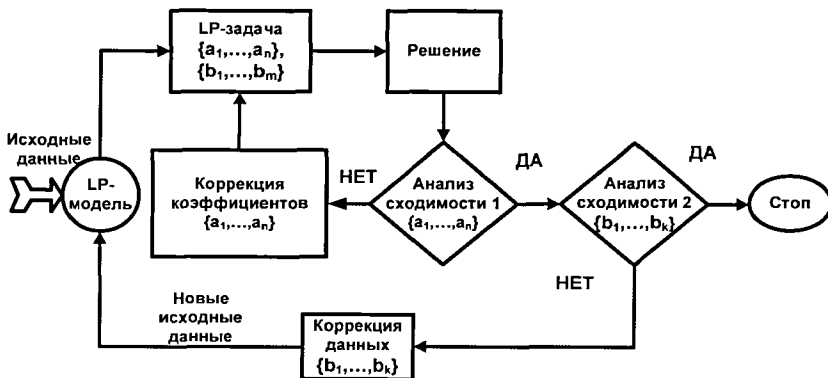 LP-задача
{a₁,...,aₙ},
{b₁,...,bₘ}
Решение
Исходные
данные
LP-
модель
Коррекция
коэффициентов
{a₁,...,aₙ}
НЕТ
Анализ
сходимости 1
{a₁,...,aₙ}
ДА
Анализ
сходимости 2
{b₁,...,bₖ}
ДА
Стоп
НЕТ
Новые
исходные
данные
Коррекция
данных
{b₁,...,bₖ}